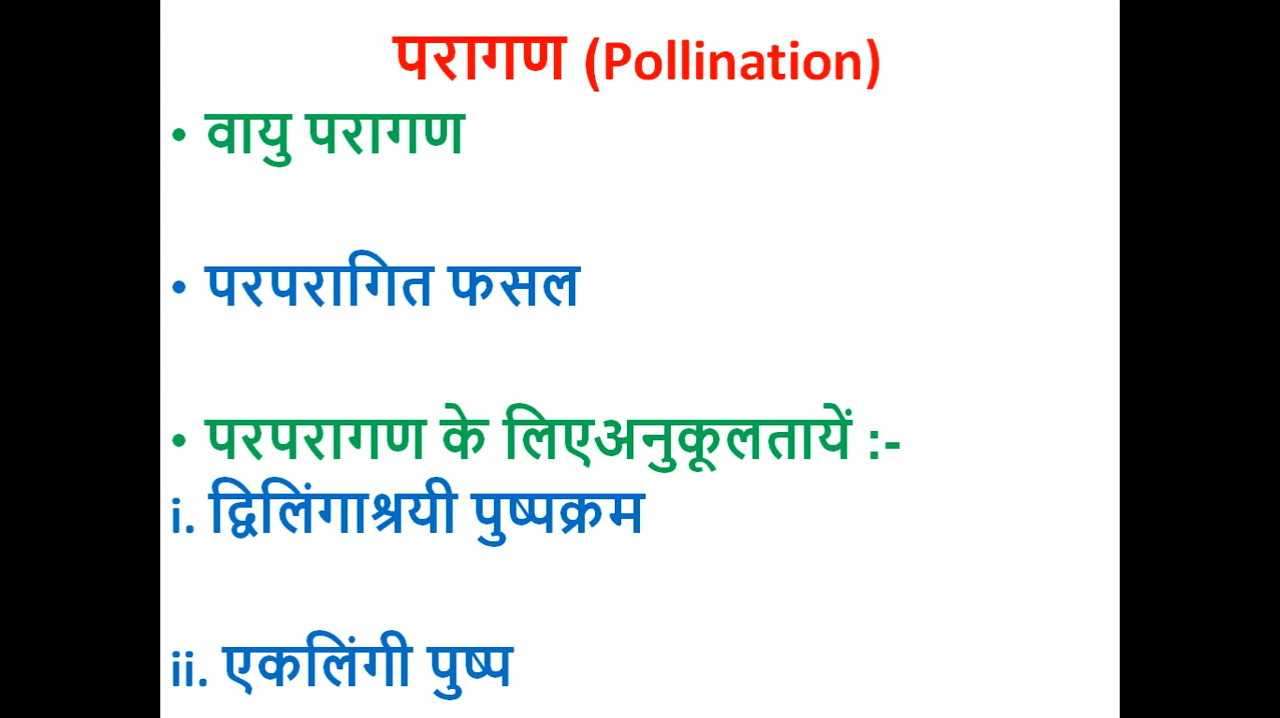 परागण (Pollination)
• वायु परागण
• परपरागित फसल
• परपरागण के लिएअनुकूलतायें :-
i. द्विलिंगाश्रयी पुष्पक्रम
ii. एकलिंगी पुष्प